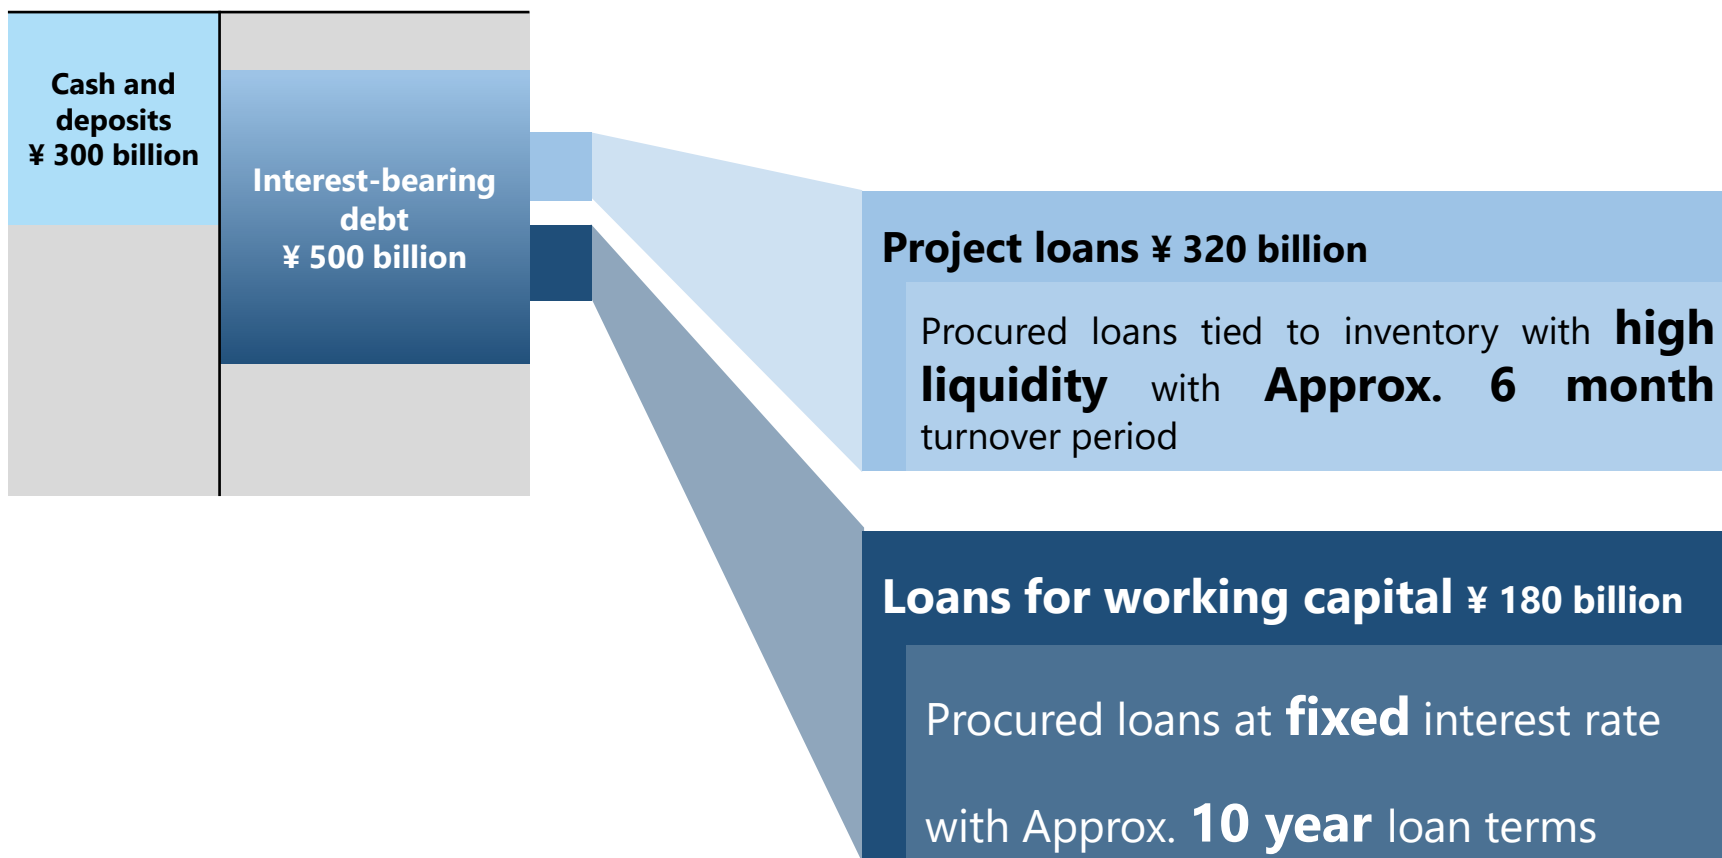 Cash and
deposits
¥ 300 billion
Interest-bearing
debt
¥ 500 billion
Project loans ¥ 320 billion
Procured loans tied to inventory with high
liquidity with Approx. 6 month
turnover period
Loans for working capital ¥ 180 billion
Procured loans at fixed interest rate
with Approx. 10 year loan terms